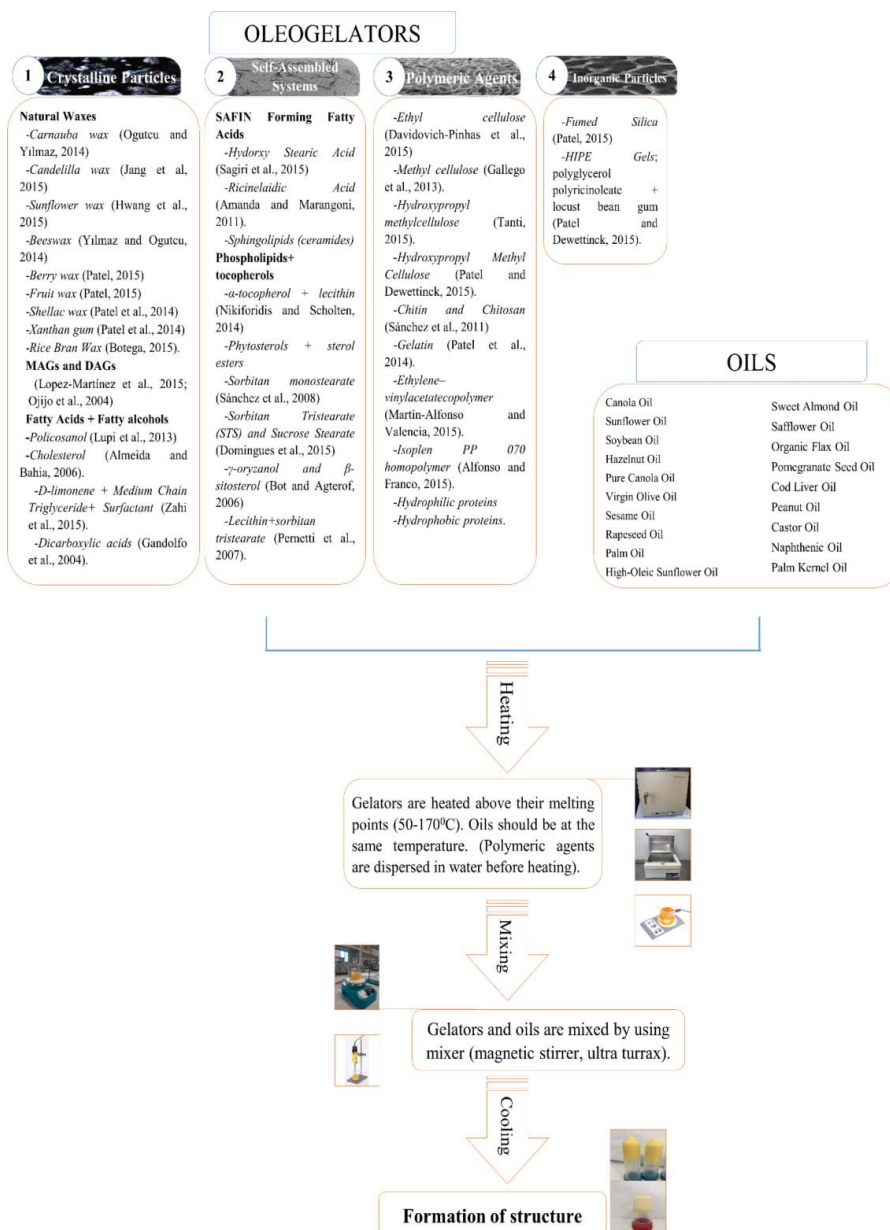 OLEOGELATORS
1
Crystalline Particles
Natural Waxes
-Carnauba wax (Ogutcu and
Yılmaz, 2014)
-Candelilla wax (Jang et al,
2015)
-Sunflower wax (Hwang et al.,
2015)
-Beeswax (Yılmaz and Ogutcu,
2014)
-Berry wax (Patel, 2015)
-Fruit wax (Patel, 2015)
-Shellac wax (Patel et al., 2014)
-Xanthan gum (Patel et al., 2014)
-Rice Bran Wax (Botega, 2015).
MAGs and DAGs
(Lopez-Martínez et al., 2015;
Ojijo et al., 2004)
Fatty Acids + Fatty alcohols
-Policosanol (Lupi et al., 2013)
-Cholesterol (Almeida and
Bahia, 2006).
-D-limonene + Medium Chain
Triglyceride+ Surfactant (Zahi
et al., 2015).
-Dicarboxylic acids (Gandolfo
et al., 2004).
2
Self-Assembled
Systems
SAFIN Forming Fatty
Acids
-Hydorxy Stearic Acid
(Sagiri et al., 2015)
-Ricinelaidic Acid
(Amanda and Marangoni,
2011).
-Sphingolipids (ceramides)
Phospholipids+
tocopherols
-α-tocopherol + lecithin
(Nikiforidis and Scholten,
2014)
-Phytosterols + sterol
esters
-Sorbitan monostearate
(Sánchez et al., 2008)
-Sorbitan Tristearate
(STS) and Sucrose Stearate
(Domingues et al., 2015)
-γ-oryzanol and β-
sitosterol (Bot and Agterof,
2006)
-Lecithin+sorbitan
tristearate (Pernetti et al.,
2007).
3
Polymeric Agents
-Ethyl cellulose
(Davidovich-Pinhas et al.,
2015)
-Methyl cellulose (Gallego
et al., 2013).
-Hydroxypropyl
methylcellulose (Tanti,
2015).
-Hydroxypropyl Methyl
Cellulose (Patel and
Dewettinck, 2015).
-Chitin and Chitosan
(Sánchez et al., 2011)
-Gelatin (Patel et al.,
2014).
-Ethylene–
vinylacetatecopolymer
(Martín-Alfonso and
Valencia, 2015).
-Isoplen PP 070
homopolymer (Alfonso and
Franco, 2015).
-Hydrophilic proteins
-Hydrophobic proteins.
4
Inorganic Particles
-Fumed Silica
(Patel, 2015)
-HIPE Gels;
polyglycerol
polyricinoleate +
locust bean gum
(Patel and
Dewettinck, 2015).
OILS
Canola Oil
Sunflower Oil
Soybean Oil
Hazelnut Oil
Pure Canola Oil
Virgin Olive Oil
Sesame Oil
Rapeseed Oil
Palm Oil
High-Oleic Sunflower Oil
Sweet Almond Oil
Safflower Oil
Organic Flax Oil
Pomegranate Seed Oil
Cod Liver Oil
Peanut Oil
Castor Oil
Naphthenic Oil
Palm Kernel Oil
Heating
Gelators are heated above their melting
points (50-170⁰C). Oils should be at the
same temperature. (Polymeric agents
are dispersed in water before heating).
Mixing
Gelators and oils are mixed by using
mixer (magnetic stirrer, ultra turrax).
Cooling
Formation of structure